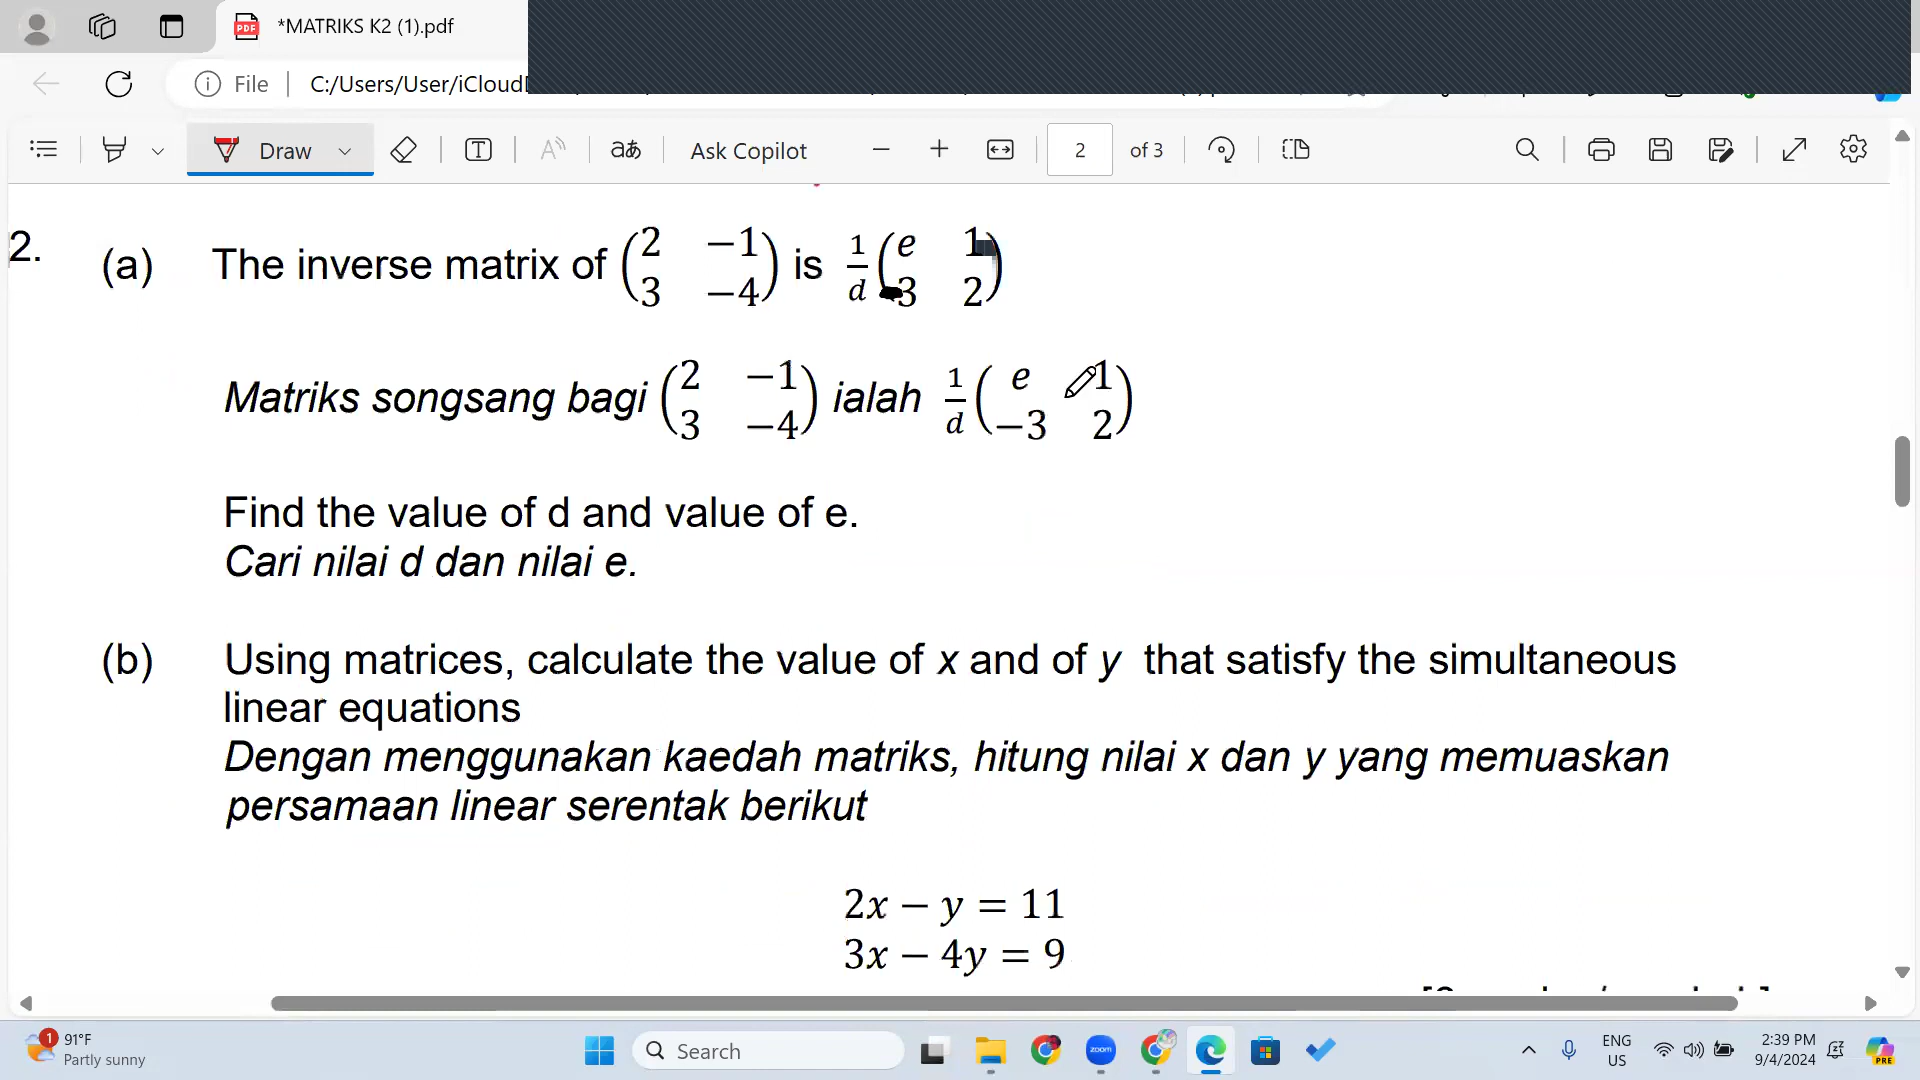 *MATRIKS K2 (1).pdf
File
C:/Users/User/iCloud
Draw
aあ
Ask Copilot
2
of 3
2.
(a) The inverse matrix of (2 −1) is 1/d (e 1)
(3 −4) (−3 2)
Matriks songsang bagi (2 −1) ialah 1/d (e 1)
(3 −4) (−3 2)
Find the value of d and value of e.
Cari nilai d dan nilai e.
(b) Using matrices, calculate the value of x and of y that satisfy the simultaneous
linear equations
Dengan menggunakan kaedah matriks, hitung nilai x dan y yang memuaskan
persamaan linear serentak berikut
2x − y = 11
3x − 4y = 9
1
91°F
Partly sunny
Search
zoom
ENG
US
2:39 PM
9/4/2024
PRE